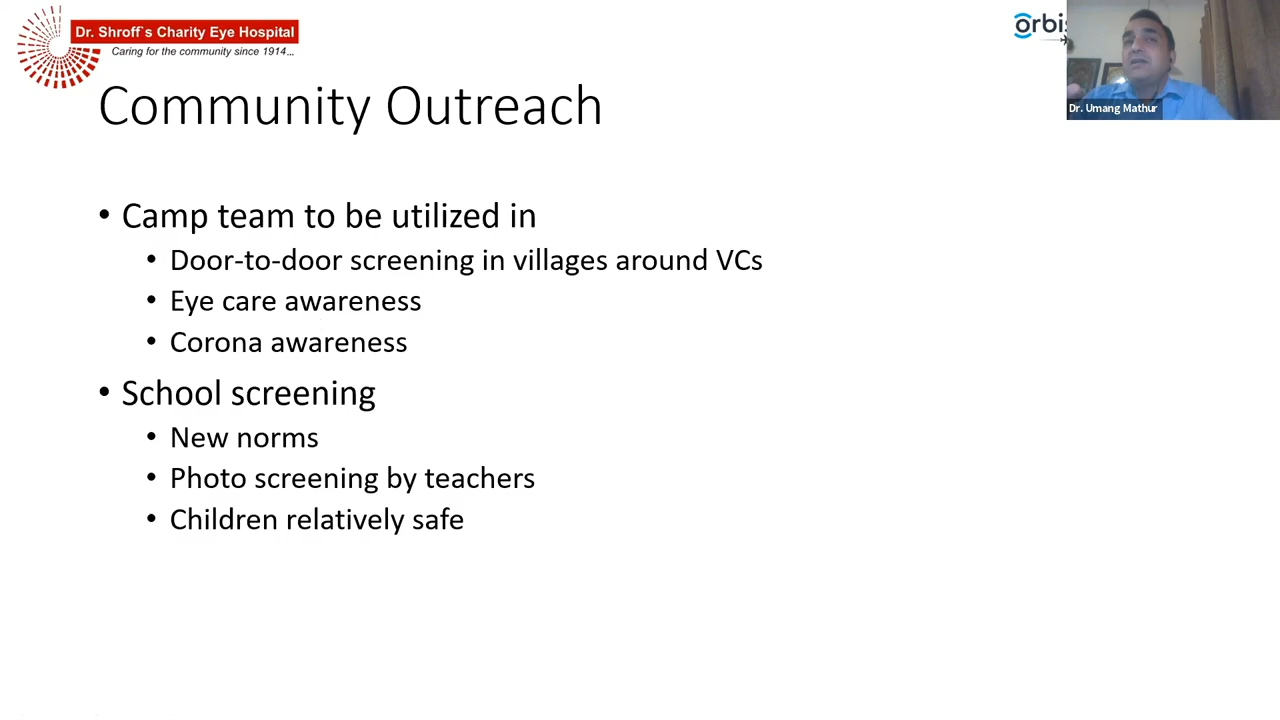 Dr. Shroff`s Charity Eye Hospital
Caring for the community since 1914...
Dr. Umang Mathur
Community Outreach
• Camp team to be utilized in
• Door-to-door screening in villages around VCs
• Eye care awareness
• Corona awareness
• School screening
• New norms
• Photo screening by teachers
• Children relatively safe